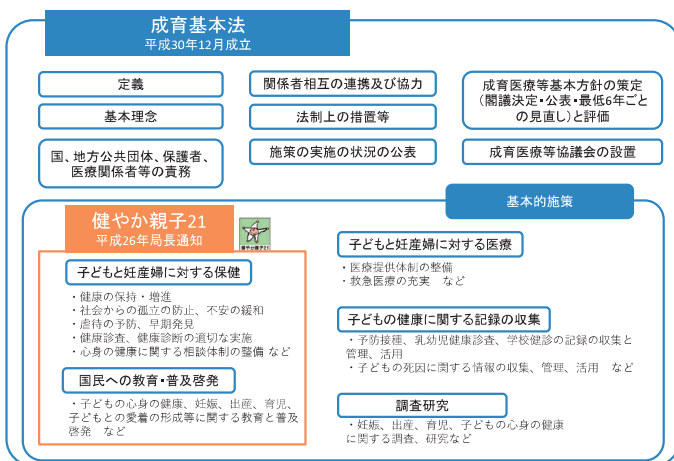 成育基本法
平成30年12月成立
定義
基本理念
国、地方公共団体、保護者、
医療関係者等の責務
関係者相互の連携及び協力
法制上の措置等
施策の実施の状況の公表
成育医療等基本方針の策定
(閣議決定・公表・最低6年ごと
の見直し)と評価
成育医療等協議会の設置
基本的施策
健やか親子21
平成26年局長通知
健やか親子21
子どもと妊産婦に対する保健
・健康の保持・増進
・社会からの孤立の防止、不安の緩和
・虐待の予防、早期発見
・健康診査、健康診断の適切な実施
・心身の健康に関する相談体制の整備 など
国民への教育・普及啓発
・子どもの心身の健康、妊娠、出産、育児、
子どもとの愛着の形成等に関する教育と普及
啓発 など
子どもと妊産婦に対する医療
・医療提供体制の整備
・救急医療の充実 など
子どもの健康に関する記録の収集
・予防接種、乳幼児健康診査、学校健診の記録の収集と
管理、活用
・子どもの死因に関する情報の収集、管理、活用 など
調査研究
・妊娠、出産、育児、子どもの心身の健康
に関する調査、研究など